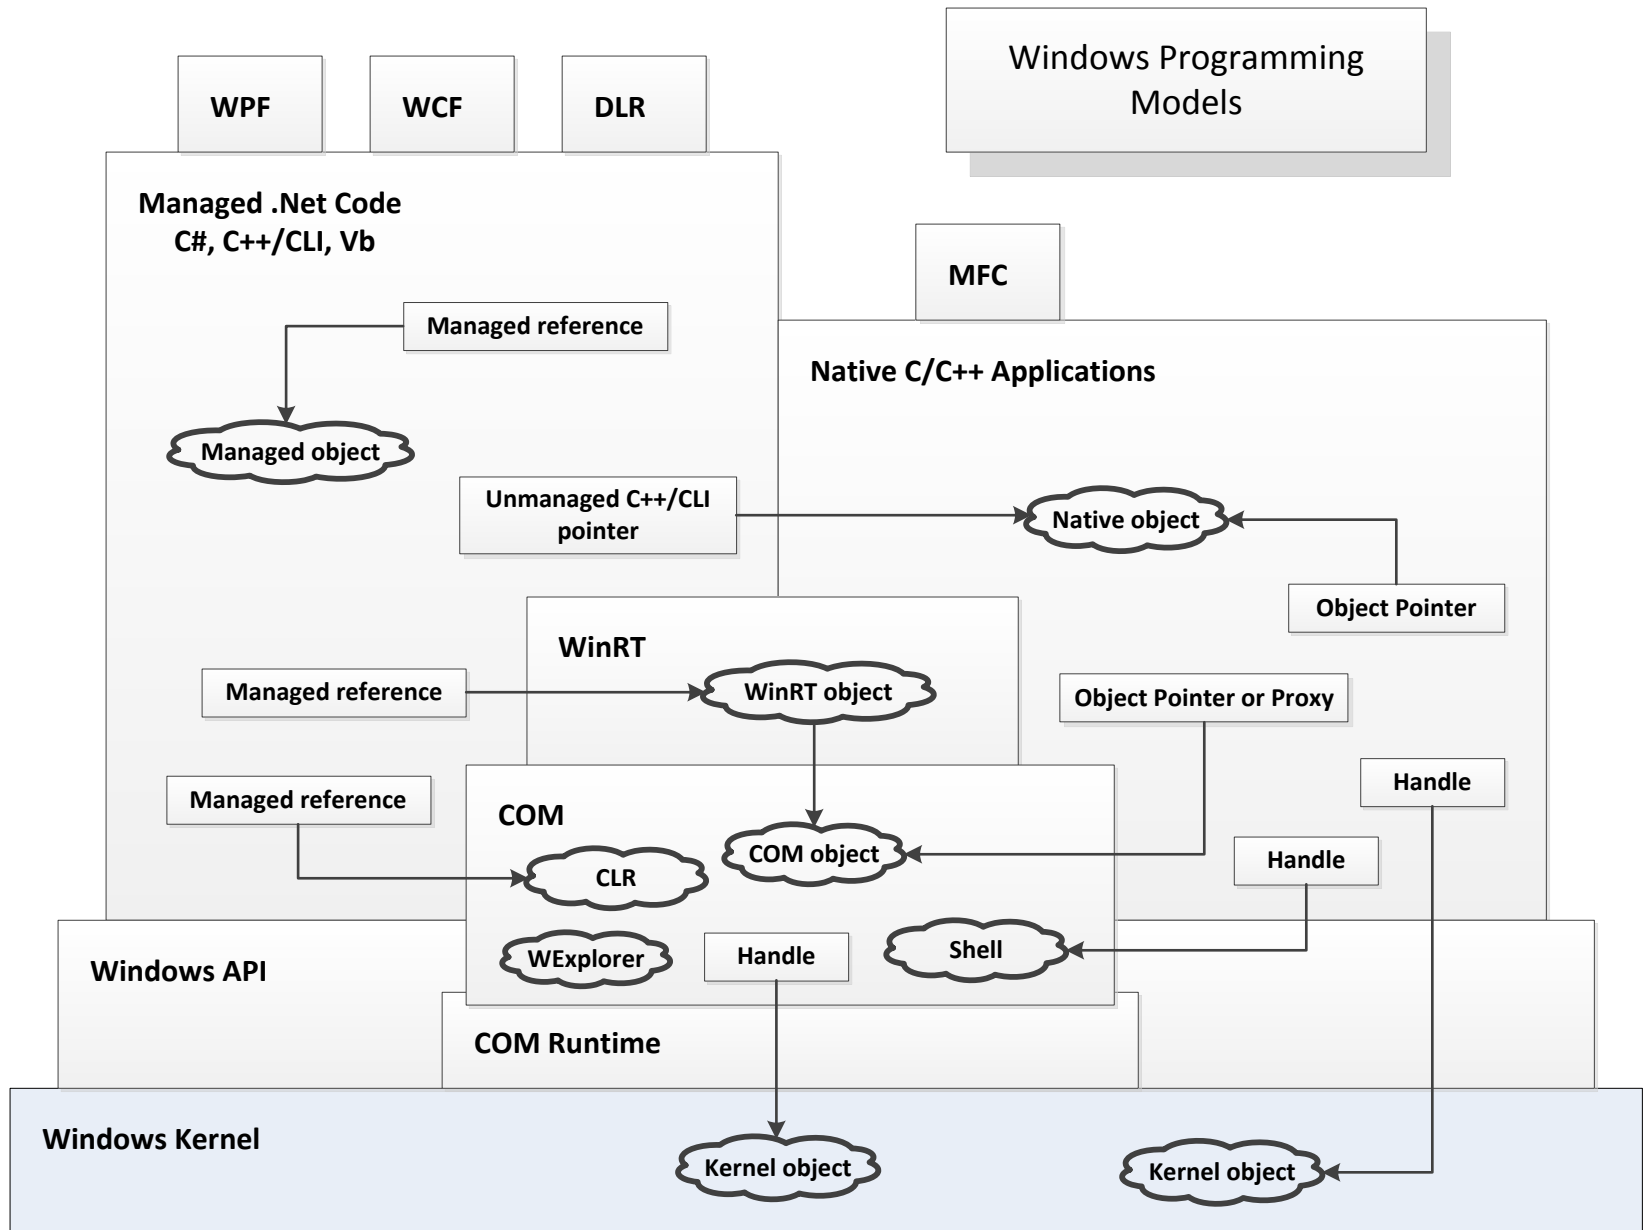 Windows Programming
Models
WPF
WCF
DLR
Managed .Net Code
C#, C++/CLI, Vb
MFC
Managed reference
Native C/C++ Applications
Managed object
Unmanaged C++/CLI
pointer
Native object
Object Pointer
WinRT
Managed reference
WinRT object
Object Pointer or Proxy
Handle
Managed reference
COM
COM object
Handle
CLR
WExplorer
Handle
Shell
Windows API
COM Runtime
Windows Kernel
Kernel object
Kernel object